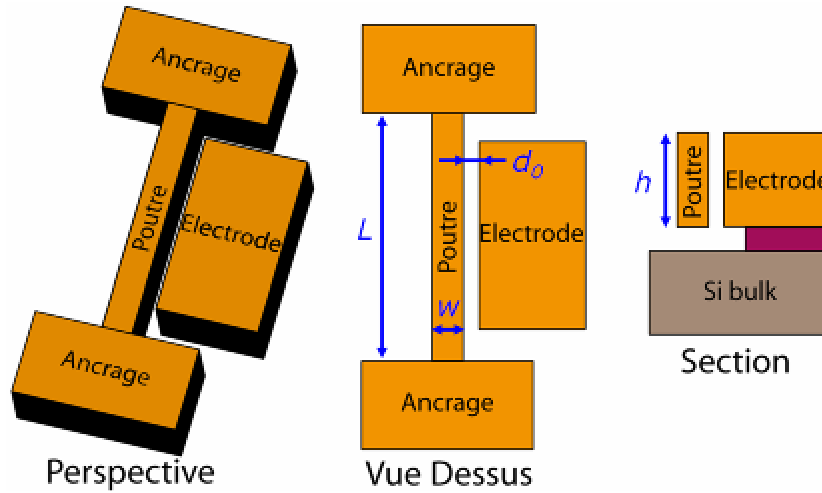 Ancrage
Poutre
Electrode
Ancrage
Perspective
Ancrage
d₀
L
Poutre
Electrode
w
Ancrage
Vue Dessus
h
Poutre
Electrode
Si bulk
Section